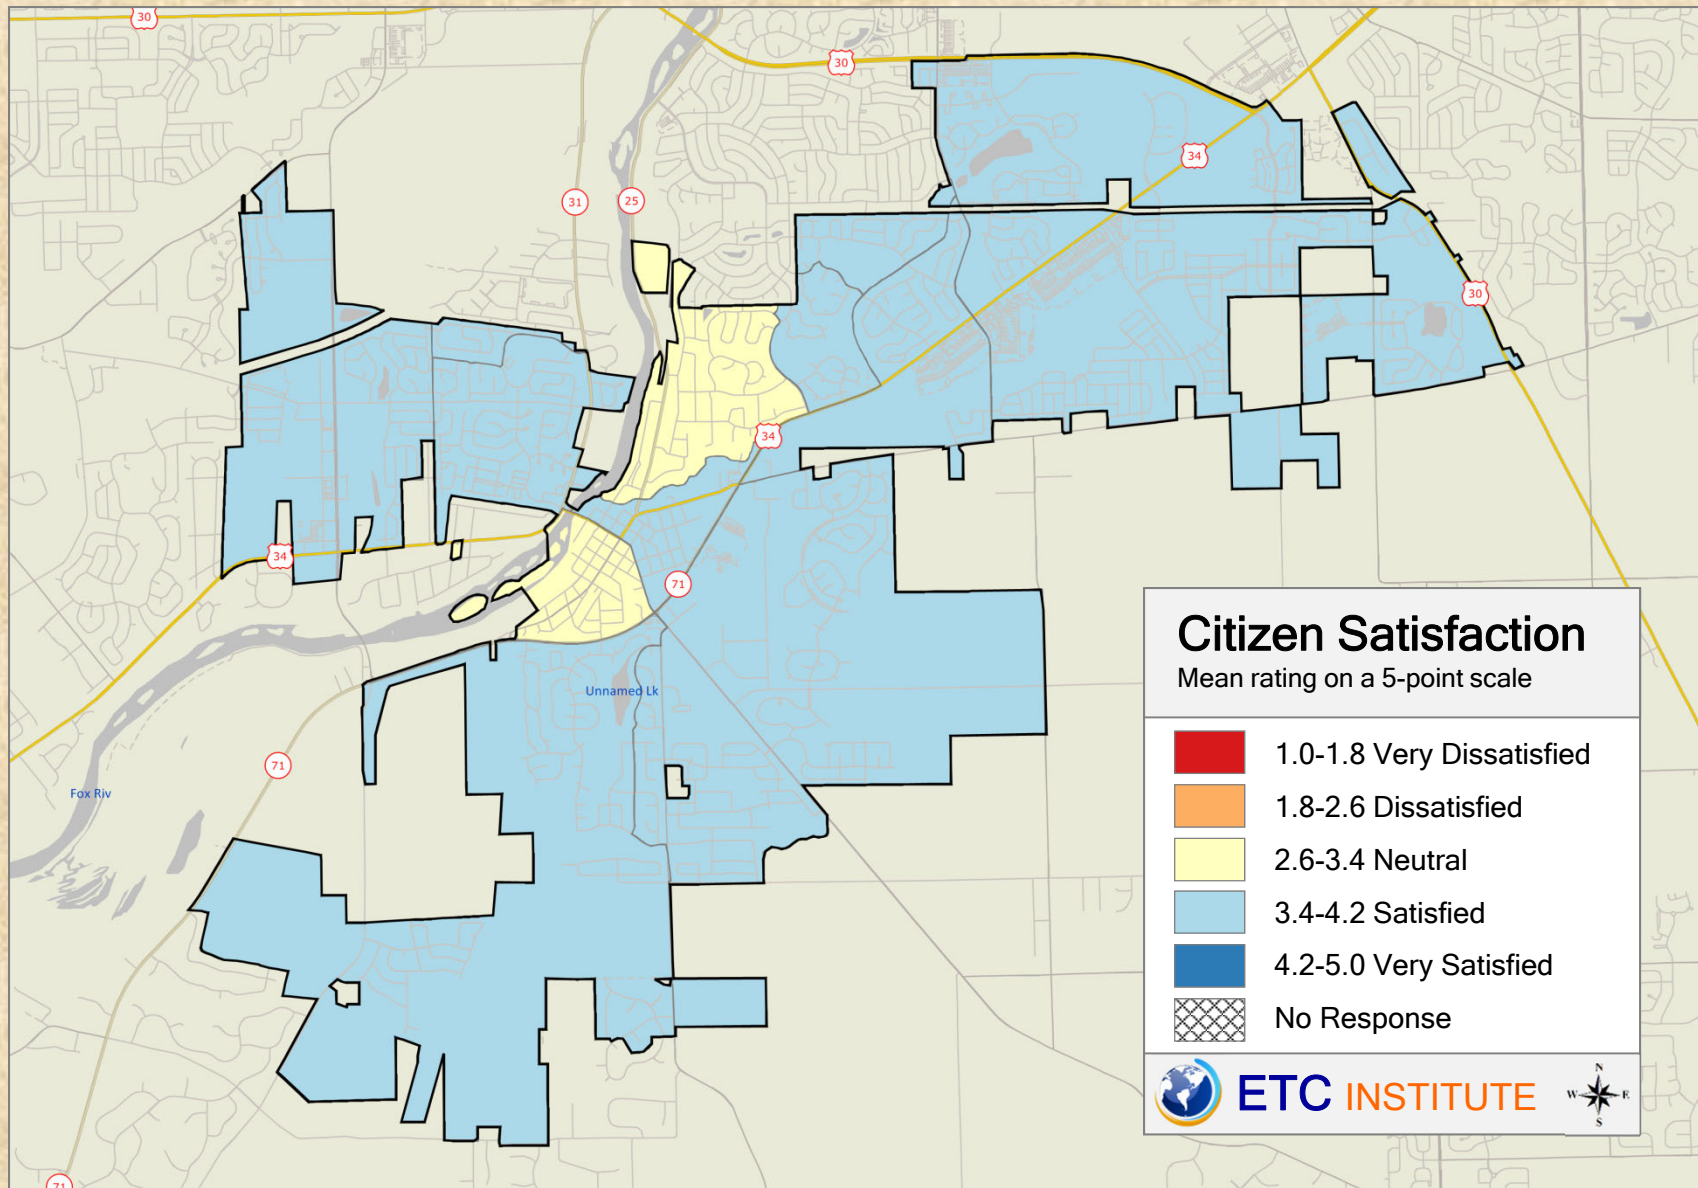 30
30
34
31
25
30
34
34
71
Unnamed Lk
71
Fox Riv
71
Citizen Satisfaction
Mean rating on a 5-point scale
1.0-1.8 Very Dissatisfied
1.8-2.6 Dissatisfied
2.6-3.4 Neutral
3.4-4.2 Satisfied
4.2-5.0 Very Satisfied
No Response
ETC INSTITUTE
N
W E
S